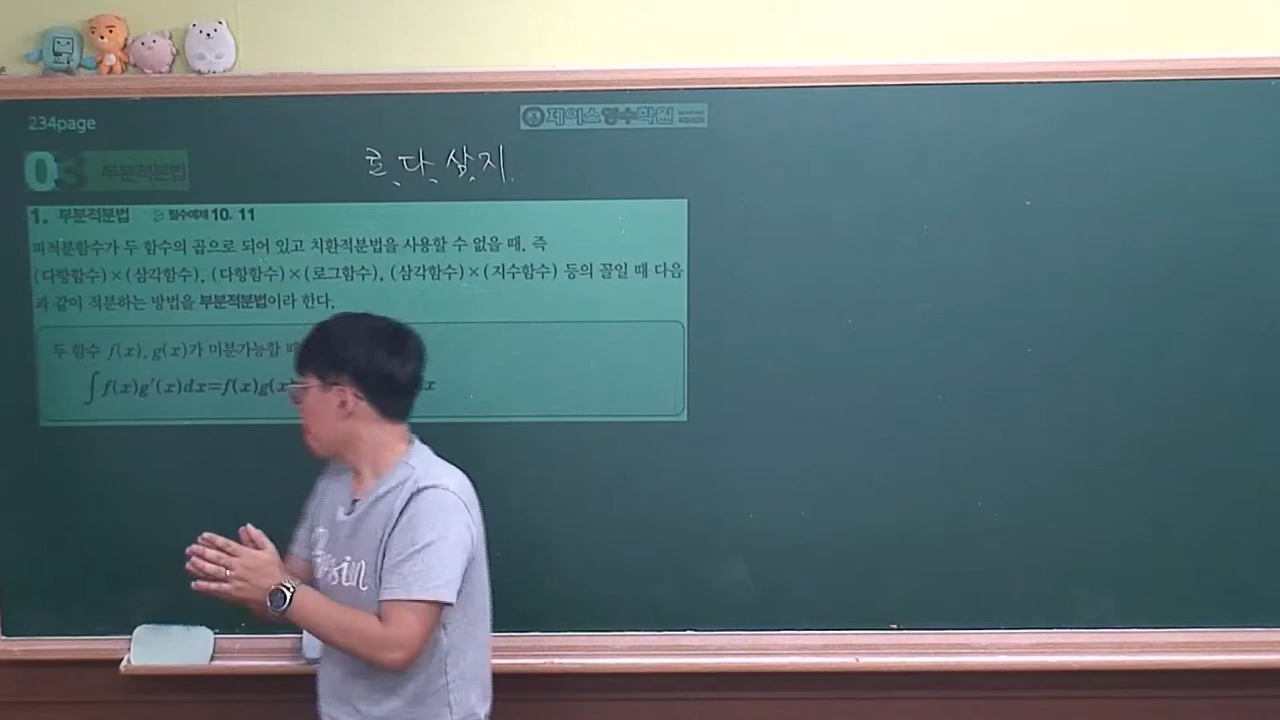 234page
제이스영수학원
03 부분적분법
로, 다, 삼, 지.
1. 부분적분법 ▷ 필수예제 10, 11
피적분함수가 두 함수의 곱으로 되어 있고 치환적분법을 사용할 수 없을 때, 즉
(다항함수)×(삼각함수), (다항함수)×(로그함수), (삼각함수)×(지수함수) 등의 꼴일 때 다음
과 같이 적분하는 방법을 부분적분법이라 한다.
두 함수 f(x), g(x)가 미분가능할 때
∫f(x)g′(x)dx=f(x)g(x) x